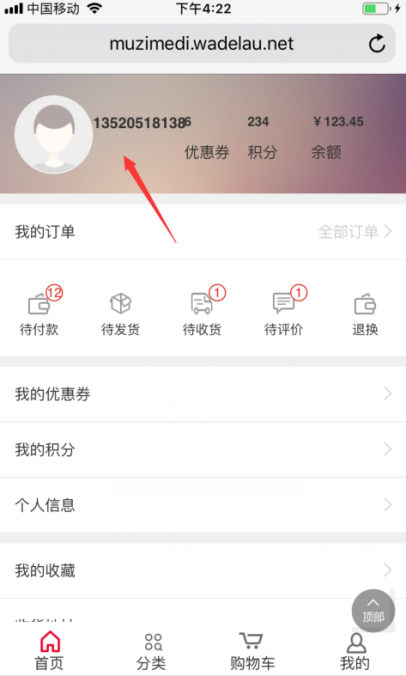 中国移动 下午4:22
muzimedi.wadelau.net
13520518138 6 234 ￥123.45
优惠券 积分 余额
我的订单 全部订单
12 1 1
待付款 待发货 待收货 待评价 退换
我的优惠券
我的积分
个人信息
我的收藏
顶部
首页 分类 购物车 我的